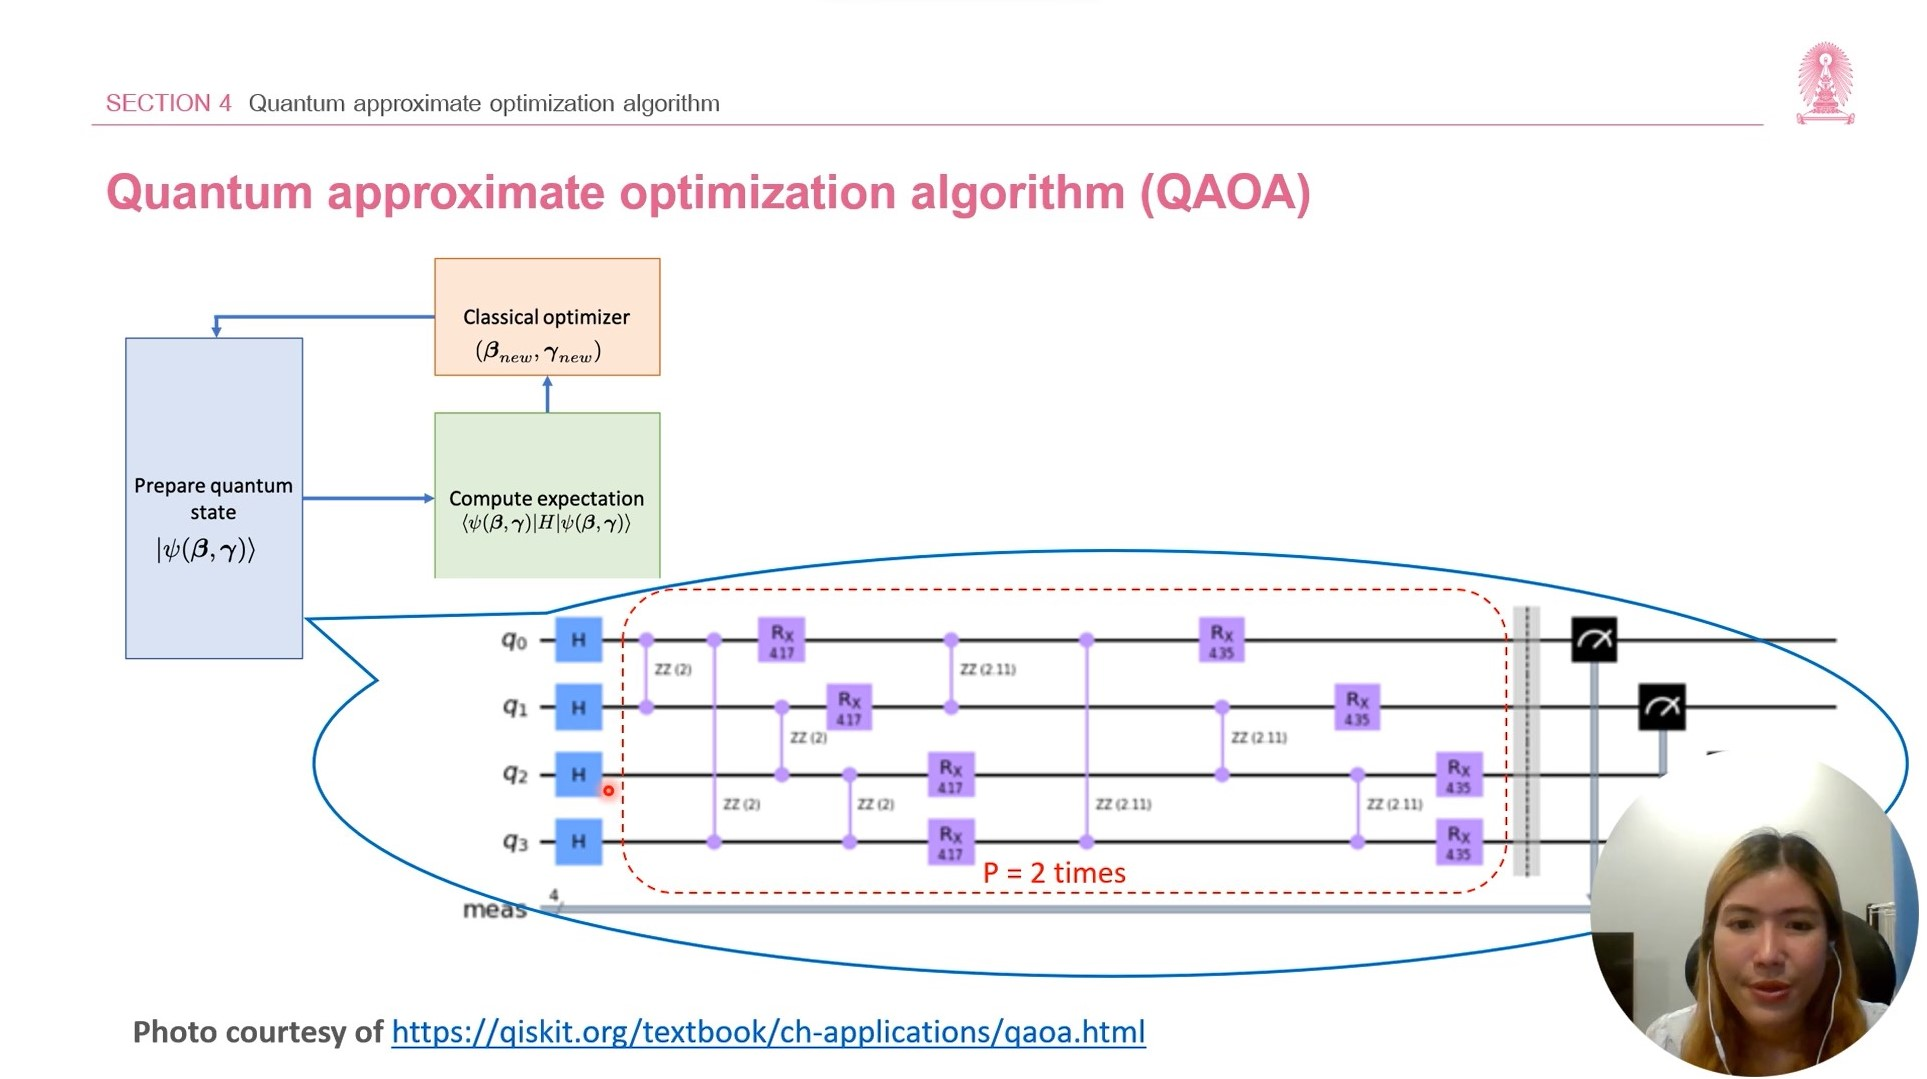 SECTION 4 Quantum approximate optimization algorithm
Quantum approximate optimization algorithm (QAOA)
Classical optimizer
(β_new, γ_new)
Prepare quantum
state
|ψ(β, γ)⟩
Compute expectation
⟨ψ(β, γ)|H|ψ(β, γ)⟩
q0 H RX 4.17 RX 4.35
ZZ (2) ZZ (2.11)
q1 H RX 4.17 RX 4.35
ZZ (2) ZZ (2.11)
q2 H RX 4.17 RX 4.35
ZZ (2) ZZ (2) ZZ (2.11) ZZ (2.11)
q3 H RX 4.17 RX 4.35
P = 2 times
meas 4
Photo courtesy of https://qiskit.org/textbook/ch-applications/qaoa.html